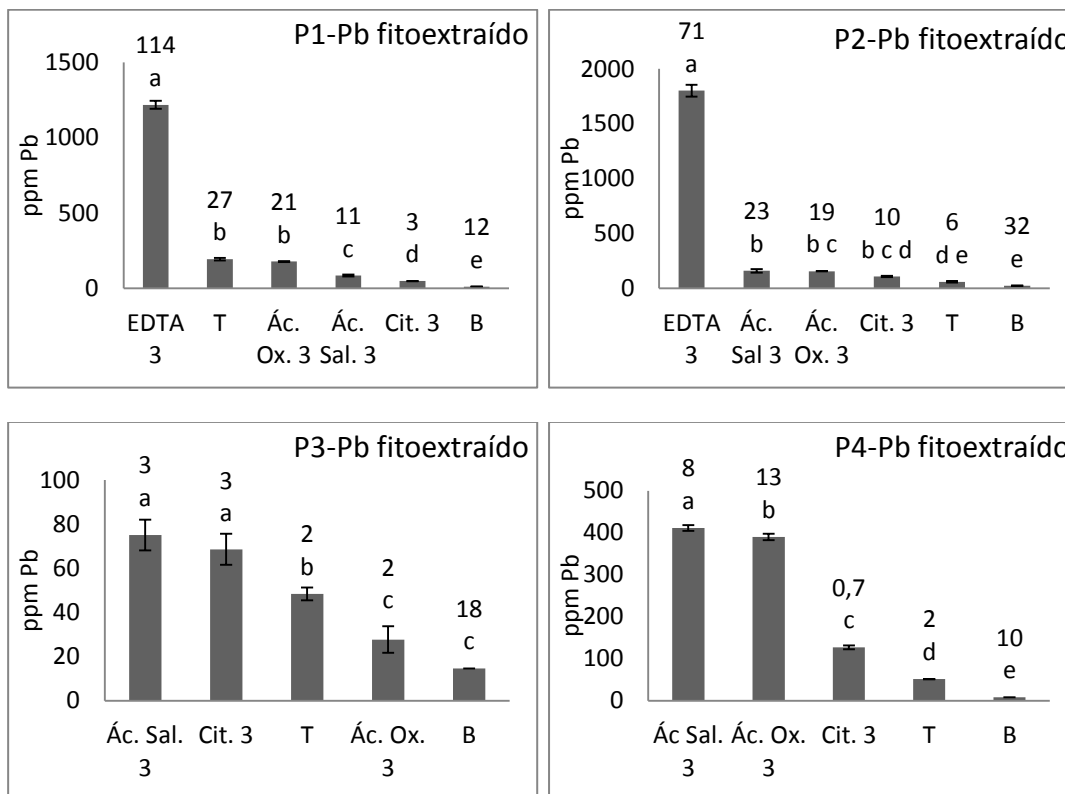 P1-Pb fitoextraído
ppm Pb
1500
1000
500
0
114 27 21 11 3 12
a b b c d e
EDTA 3
T
Ác. Ox. 3
Ác. Sal. 3
Cit. 3
B
P2-Pb fitoextraído
ppm Pb
2000
1500
1000
500
0
71 23 19 10 6 32
a b b c b c d d e e
EDTA 3
Ác. Sal 3
Ác. Ox. 3
Cit. 3
T
B
P3-Pb fitoextraído
ppm Pb
100
80
60
40
20
0
3 3 2 2 18
a a b c c
Ác. Sal. 3
Cit. 3
T
Ác. Ox. 3
B
P4-Pb fitoextraído
ppm Pb
500
400
300
200
100
0
8 13 0,7 2 10
a b c d e
Ác Sal. 3
Ác. Ox. 3
Cit. 3
T
B